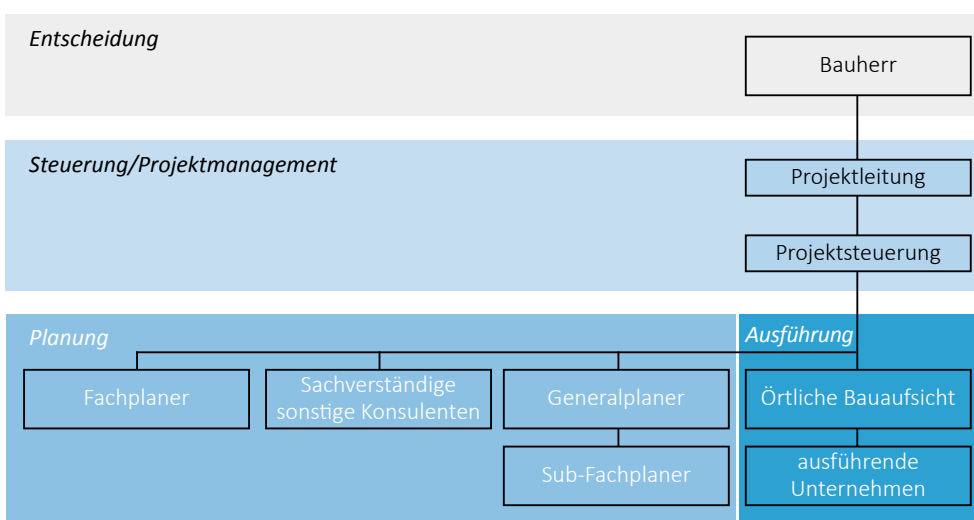 Entscheidung
Bauherr
Steuerung/Projektmanagement
Projektleitung
Projektsteuerung
Planung
Ausführung
Fachplaner
Sachverständige
sonstige Konsulenten
Generalplaner
Örtliche Bauaufsicht
Sub-Fachplaner
ausführende
Unternehmen